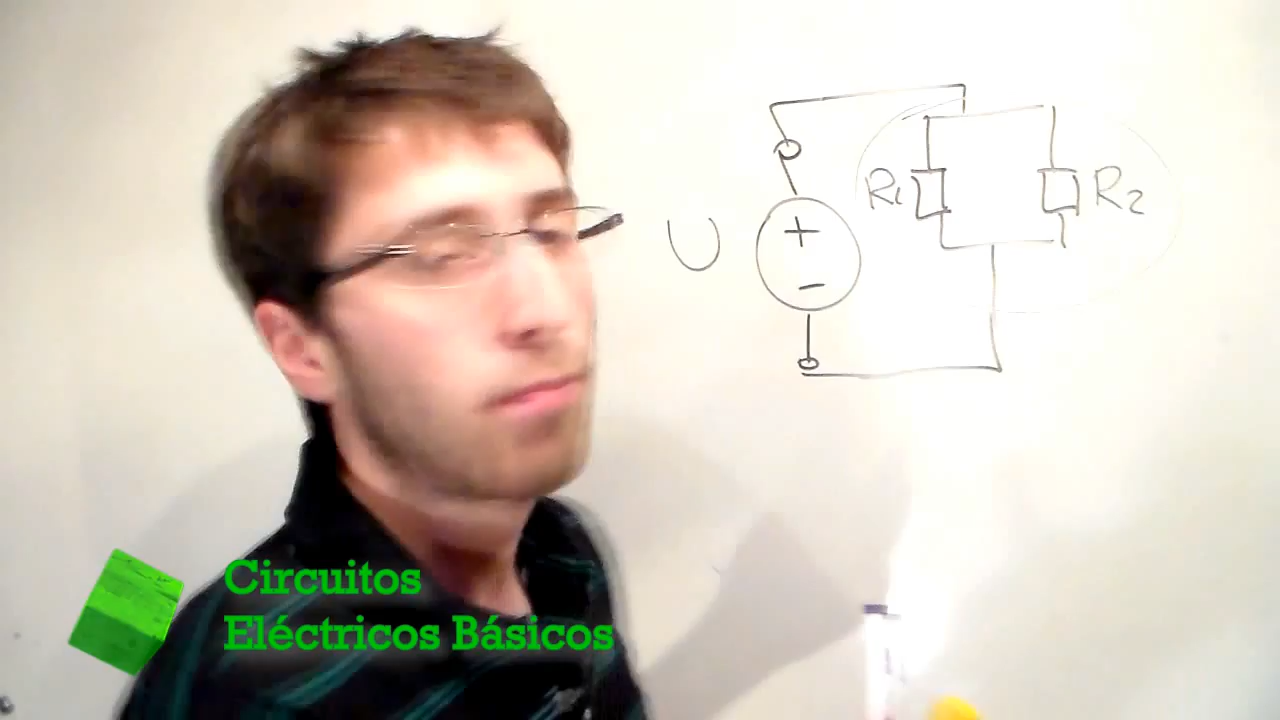 U
+
−
R1
R2
Circuitos
Eléctricos Básicos